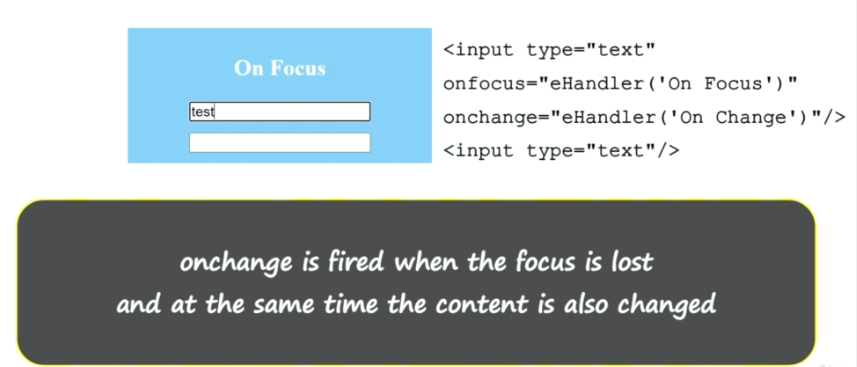 On Focus
test
<input type="text"
onfocus="eHandler('On Focus')"
onchange="eHandler('On Change')"/>
<input type="text"/>
onchange is fired when the focus is lost
and at the same time the content is also changed